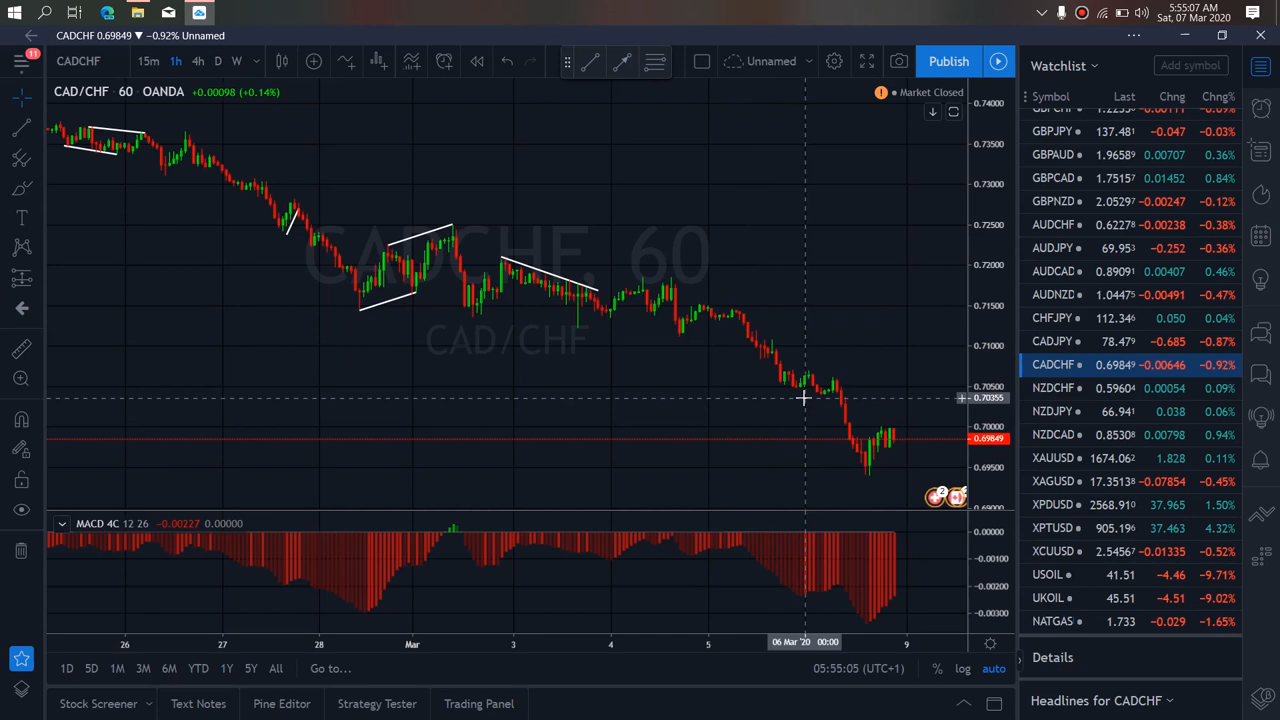 5:55:07
Sat, 07 Mar 2020
CADCHF 0.69849 ▼ −0.92% Unnamed
11
CADCHF
15m 1h 4h D W
Unnamed
Publish
CAD/CHF · 60 · OANDA +0.00098 (+0.14%)
Market Closed
CADCHF, 60
CAD/CHF
0.74000
0.73500
0.73000
0.72500
0.72000
0.71500
0.71000
0.70500
0.70355
0.70000
0.69849
0.69500
0.69000
2
MACD 4C 12 26 −0.00227 0.00000
0.00000
−0.00100
−0.00200
−0.00300
26 27 28 Mar 3 4 5 06 Mar '20 00:00 9
1D 5D 1M 3M 6M YTD 1Y 5Y All Go to...
05:55:05 (UTC+1) % log auto
Stock Screener Text Notes Pine Editor Strategy Tester Trading Panel
Watchlist
Add symbol
Symbol Last Chng Chng%
GBPJPY 137.481 −0.047 −0.03%
GBPAUD 1.96589 0.00707 0.36%
GBPCAD 1.75157 0.01452 0.84%
GBPNZD 2.05297 −0.00247 −0.12%
AUDCHF 0.62278 −0.00238 −0.38%
AUDJPY 69.953 −0.252 −0.36%
AUDCAD 0.89091 0.00407 0.46%
AUDNZD 1.04475 −0.00491 −0.47%
CHFJPY 112.346 0.050 0.04%
CADJPY 78.479 −0.685 −0.87%
CADCHF 0.69849 −0.00646 −0.92%
NZDCHF 0.59604 0.00054 0.09%
NZDJPY 66.941 0.038 0.06%
NZDCAD 0.85308 0.00798 0.94%
XAUUSD 1674.062 1.828 0.11%
XAGUSD 17.35138 −0.07854 −0.45%
XPDUSD 2568.910 37.965 1.50%
XPTUSD 905.196 37.463 4.32%
XCUUSD 2.54567 −0.01335 −0.52%
USOIL 41.51 −4.46 −9.71%
UKOIL 45.51 −4.51 −9.02%
NATGAS 1.733 −0.029 −1.65%
Details
Headlines for CADCHF